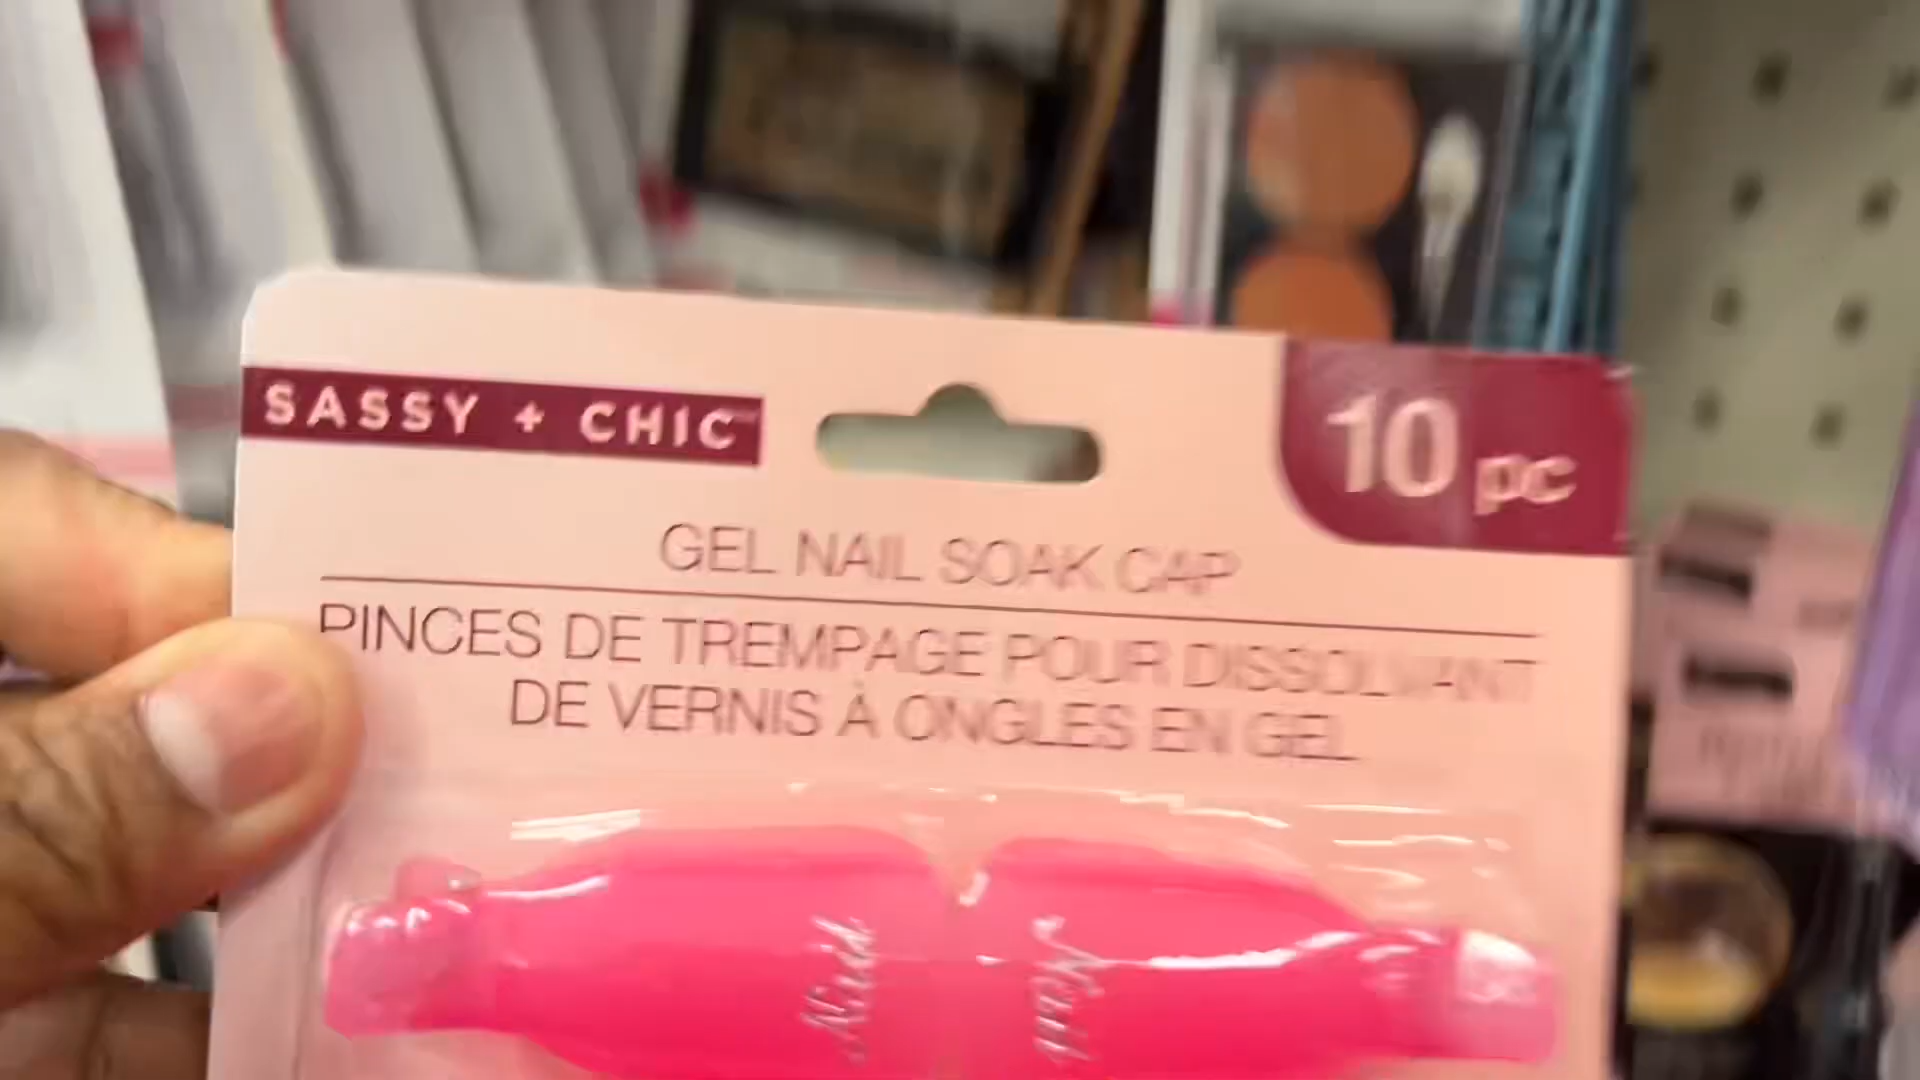 SASSY + CHIC
10 pc
GEL NAIL SOAK CAP
PINCES DE TREMPAGE POUR DISSOLVANT
DE VERNIS À ONGLES EN GEL